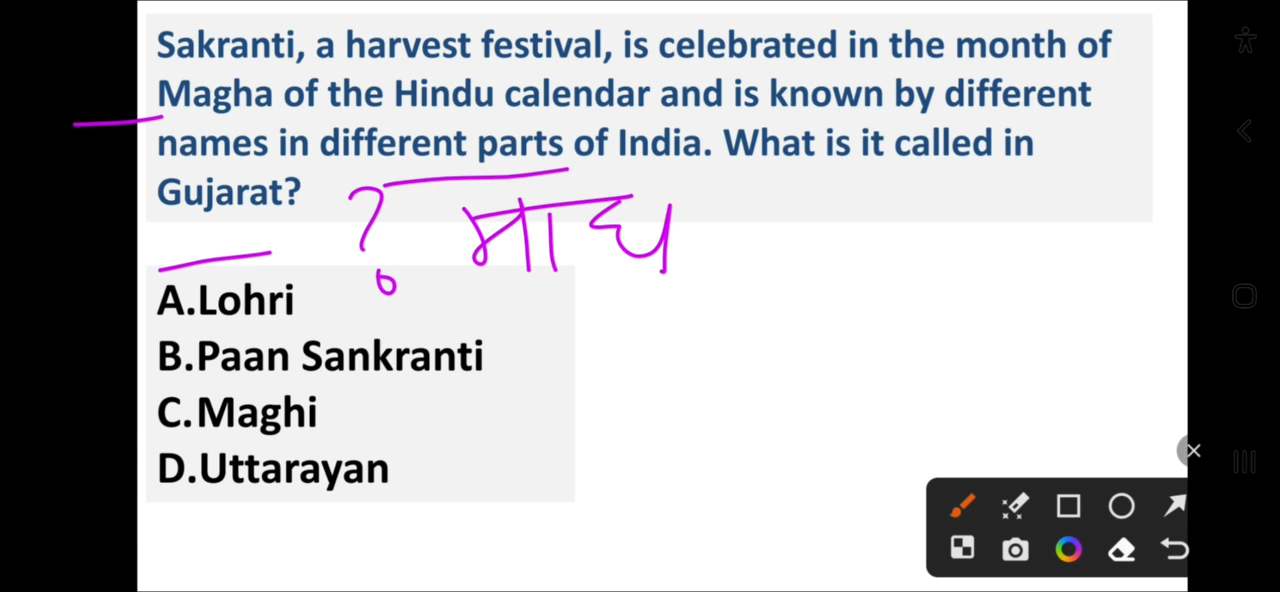 Sakranti, a harvest festival, is celebrated in the month of
Magha of the Hindu calendar and is known by different
names in different parts of India. What is it called in
Gujarat?
? माघ
A.Lohri
B.Paan Sankranti
C.Maghi
D.Uttarayan